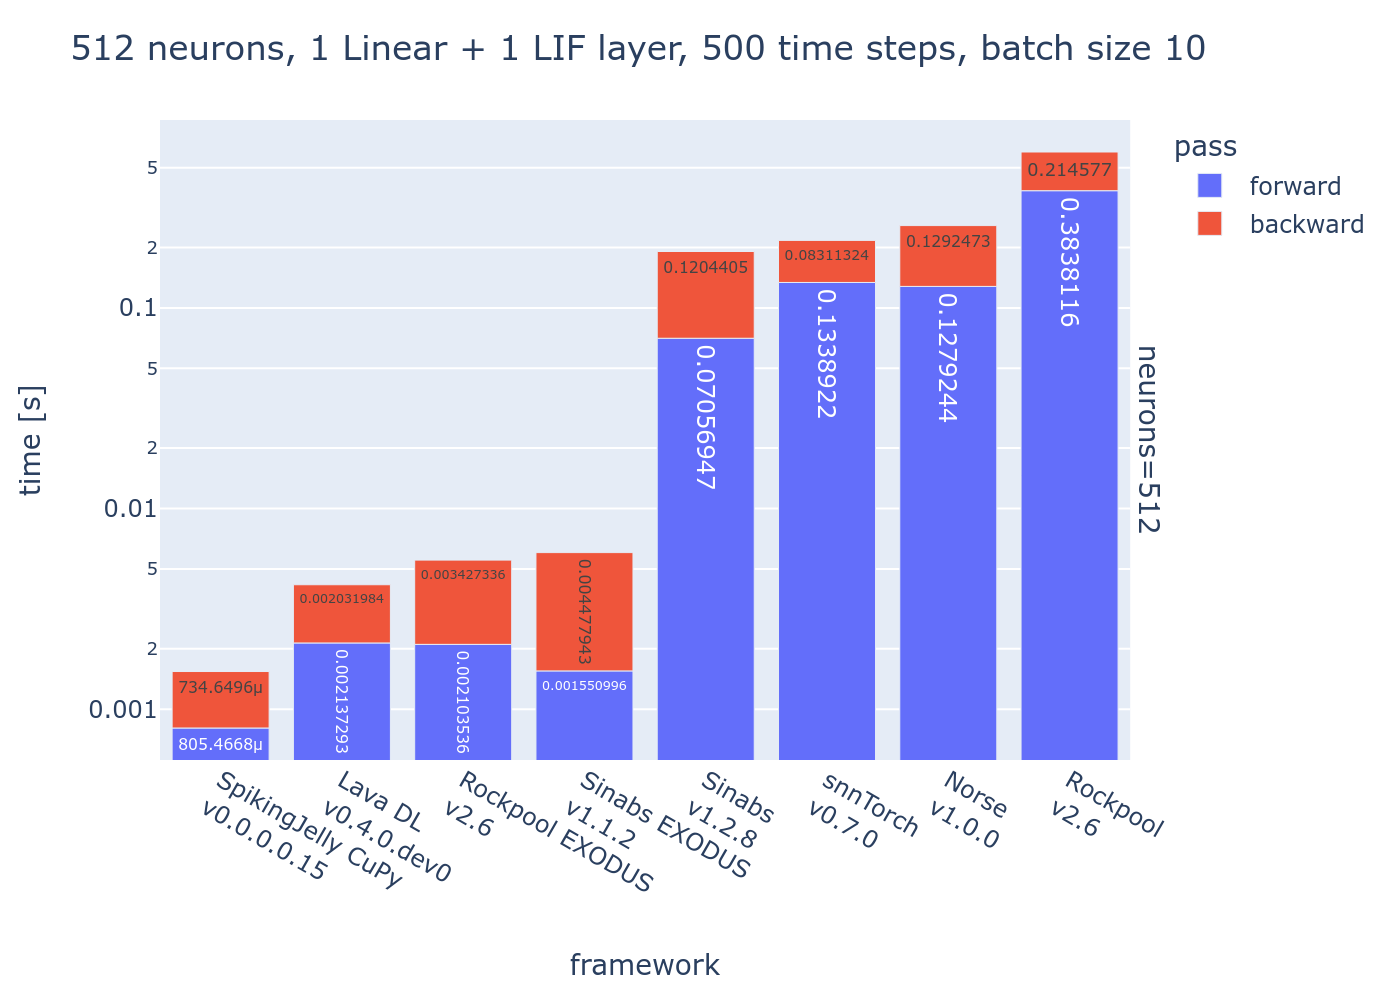 512 neurons, 1 Linear + 1 LIF layer, 500 time steps, batch size 10
pass
forward
backward
time [s]
5
2
0.1
5
2
0.01
5
2
0.001
734.6496μ
805.4668μ
0.002031984
0.002137293
0.003427336
0.002103536
0.004477943
0.001550996
0.1204405
0.07056947
0.08311324
0.1338922
0.1292473
0.1279244
0.214577
0.3838116
neurons=512
SpikingJelly CuPy
v0.0.0.0.15
Lava DL
v0.4.0.dev0
Rockpool EXODUS
v2.6
Sinabs EXODUS
v1.1.2
Sinabs
v1.2.8
snnTorch
v0.7.0
Norse
v1.0.0
Rockpool
v2.6
framework